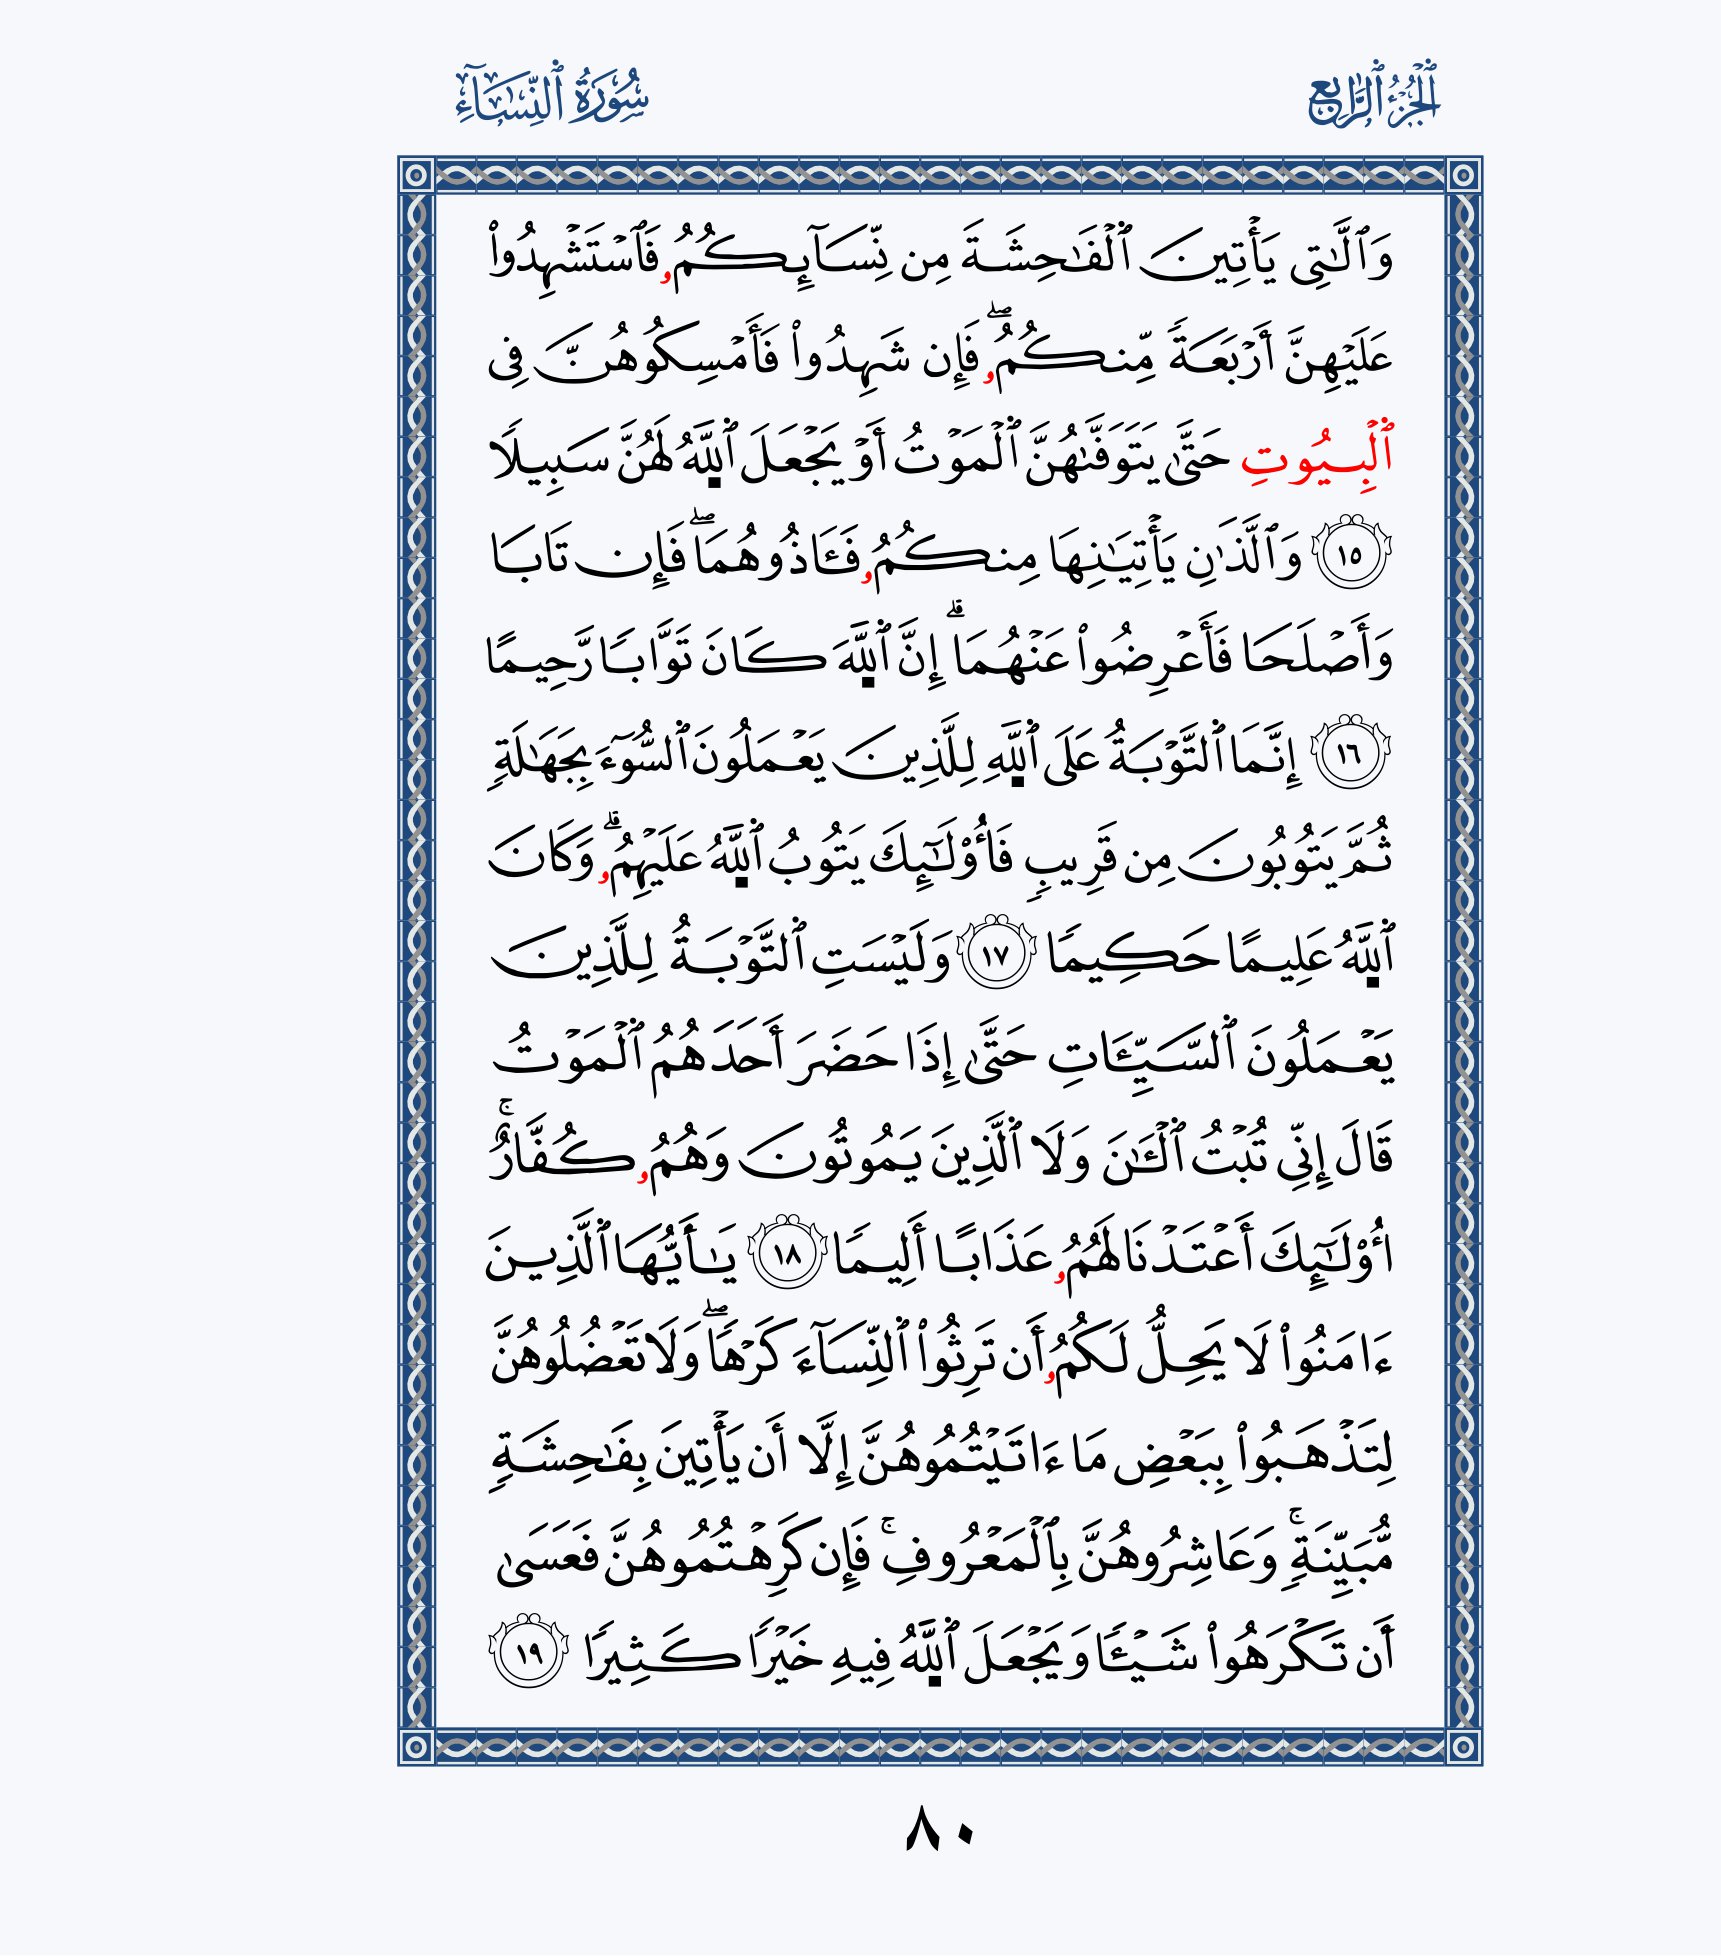 ٱلْجُزْءُ ٱلرَّابِعُ
سُورَةُ ٱلنِّسَاءِ
وَٱلَّٰتِى يَأۡتِينَ ٱلۡفَٰحِشَةَ مِن نِّسَآئِكُمُۥ فَٱسۡتَشۡهِدُواْ
عَلَيۡهِنَّ أَرۡبَعَةً مِّنكُمُۥۖ فَإِن شَهِدُواْ فَأَمۡسِكُوهُنَّ فِى
ٱلۡبِيُوتِ حَتَّىٰ يَتَوَفَّىٰهُنَّ ٱلۡمَوۡتُ أَوۡ يَجۡعَلَ ٱللَّهُ لَهُنَّ سَبِيلًا
١٥ وَٱلَّذَٰنِ يَأۡتِيَٰنِهَا مِنكُمُۥ فَـَٔاذُوهُمَاۖ فَإِن تَابَا
وَأَصۡلَحَا فَأَعۡرِضُواْ عَنۡهُمَاۗ إِنَّ ٱللَّهَ كَانَ تَوَّابًا رَّحِيمًا
١٦ إِنَّمَا ٱلتَّوۡبَةُ عَلَى ٱللَّهِ لِلَّذِينَ يَعۡمَلُونَ ٱلسُّوٓءَ بِجَهَٰلَةٍ
ثُمَّ يَتُوبُونَ مِن قَرِيبٍ فَأُوْلَٰٓئِكَ يَتُوبُ ٱللَّهُ عَلَيۡهِمُۥۗ وَكَانَ
ٱللَّهُ عَلِيمًا حَكِيمًا ١٧ وَلَيۡسَتِ ٱلتَّوۡبَةُ لِلَّذِينَ
يَعۡمَلُونَ ٱلسَّيِّـَٔاتِ حَتَّىٰ إِذَا حَضَرَ أَحَدَهُمُ ٱلۡمَوۡتُ
قَالَ إِنِّى تُبۡتُ ٱلۡـَٰٔنَ وَلَا ٱلَّذِينَ يَمُوتُونَ وَهُمُۥ كُفَّارٌۚ
أُوْلَٰٓئِكَ أَعۡتَدۡنَا لَهُمُۥ عَذَابًا أَلِيمًا ١٨ يَٰٓأَيُّهَا ٱلَّذِينَ
ءَامَنُواْ لَا يَحِلُّ لَكُمُۥ أَن تَرِثُواْ ٱلنِّسَآءَ كَرۡهًاۖ وَلَا تَعۡضُلُوهُنَّ
لِتَذۡهَبُواْ بِبَعۡضِ مَا ءَاتَيۡتُمُوهُنَّ إِلَّا أَن يَأۡتِينَ بِفَٰحِشَةٍ
مُّبَيِّنَةٍۚ وَعَاشِرُوهُنَّ بِٱلۡمَعۡرُوفِۚ فَإِن كَرِهۡتُمُوهُنَّ فَعَسَىٰ
أَن تَكۡرَهُواْ شَيۡـًٔا وَيَجۡعَلَ ٱللَّهُ فِيهِ خَيۡرًا كَثِيرًا ١٩
٨٠